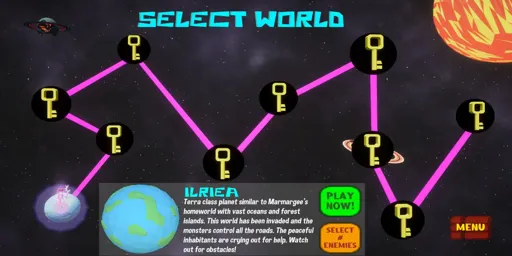 SELECT WORLD
ILRIEA
Terra class planet similar to Marmargee's
homeworld with vast oceans and forest
islands. This world has been invaded and the
monsters control all the roads. The peaceful
inhabitants are crying out for help. Watch
out for obstacles!
PLAY
NOW!
SELECT
#
ENEMIES
MENU